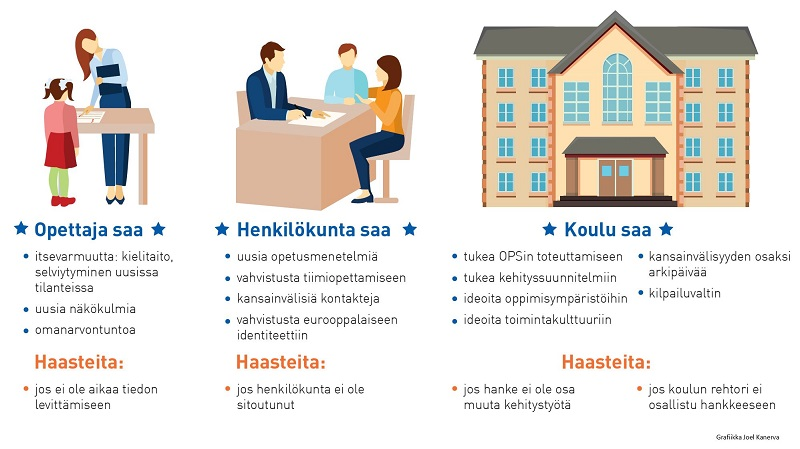 Opettaja saa
itsevarmuutta: kielitaito,
selviytyminen uusissa
tilanteissa
uusia näkökulmia
omanarvontuntoa
Haasteita:
jos ei ole aikaa tiedon
levittämiseen
Henkilökunta saa
uusia opetusmenetelmiä
vahvistusta tiimiopettamiseen
kansainvälisiä kontakteja
vahvistusta eurooppalaiseen
identiteettiin
Haasteita:
jos henkilökunta ei ole
sitoutunut
Koulu saa
tukea OPSin toteuttamiseen
tukea kehityssuunnitelmiin
ideoita oppimisympäristöihin
ideoita toimintakulttuuriin
kansainvälisyyden osaksi
arkipäivää
kilpailuvaltin
Haasteita:
jos hanke ei ole osa
muuta kehitystyötä
jos koulun rehtori ei
osallistu hankkeeseen
Grafiikka Joel Kanerva